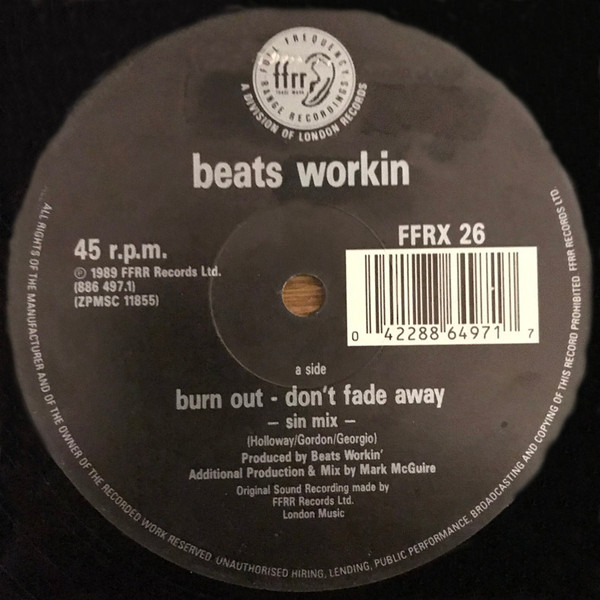 FULL FREQUENCY
ffrr
TRADE MARK
RANGE RECORDINGS
A DIVISION OF LONDON RECORDS
beats workin
45 r.p.m.
℗ 1989 FFRR Records Ltd.
(886 497.1)
(ZPMSC 11855)
FFRX 26
0 42288 64971 7
a side
burn out - don't fade away
– sin mix –
(Holloway/Gordon/Georgio)
Produced by Beats Workin'
Additional Production & Mix by Mark McGuire
Original Sound Recording made by
FFRR Records Ltd.
London Music
ALL RIGHTS OF THE MANUFACTURER AND OF THE OWNER OF THE RECORDED WORK RESERVED UNAUTHORISED HIRING, LENDING, PUBLIC PERFORMANCE, BROADCASTING AND COPYING OF THIS RECORD PROHIBITED FFRR RECORDS LTD